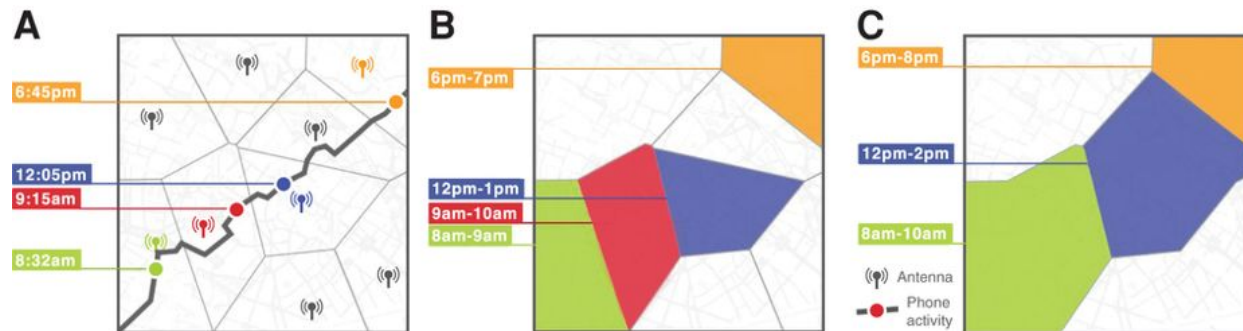 A
6:45pm
12:05pm
9:15am
8:32am
B
6pm-7pm
12pm-1pm
9am-10am
8am-9am
C
6pm-8pm
12pm-2pm
8am-10am
Antenna
Phone
activity